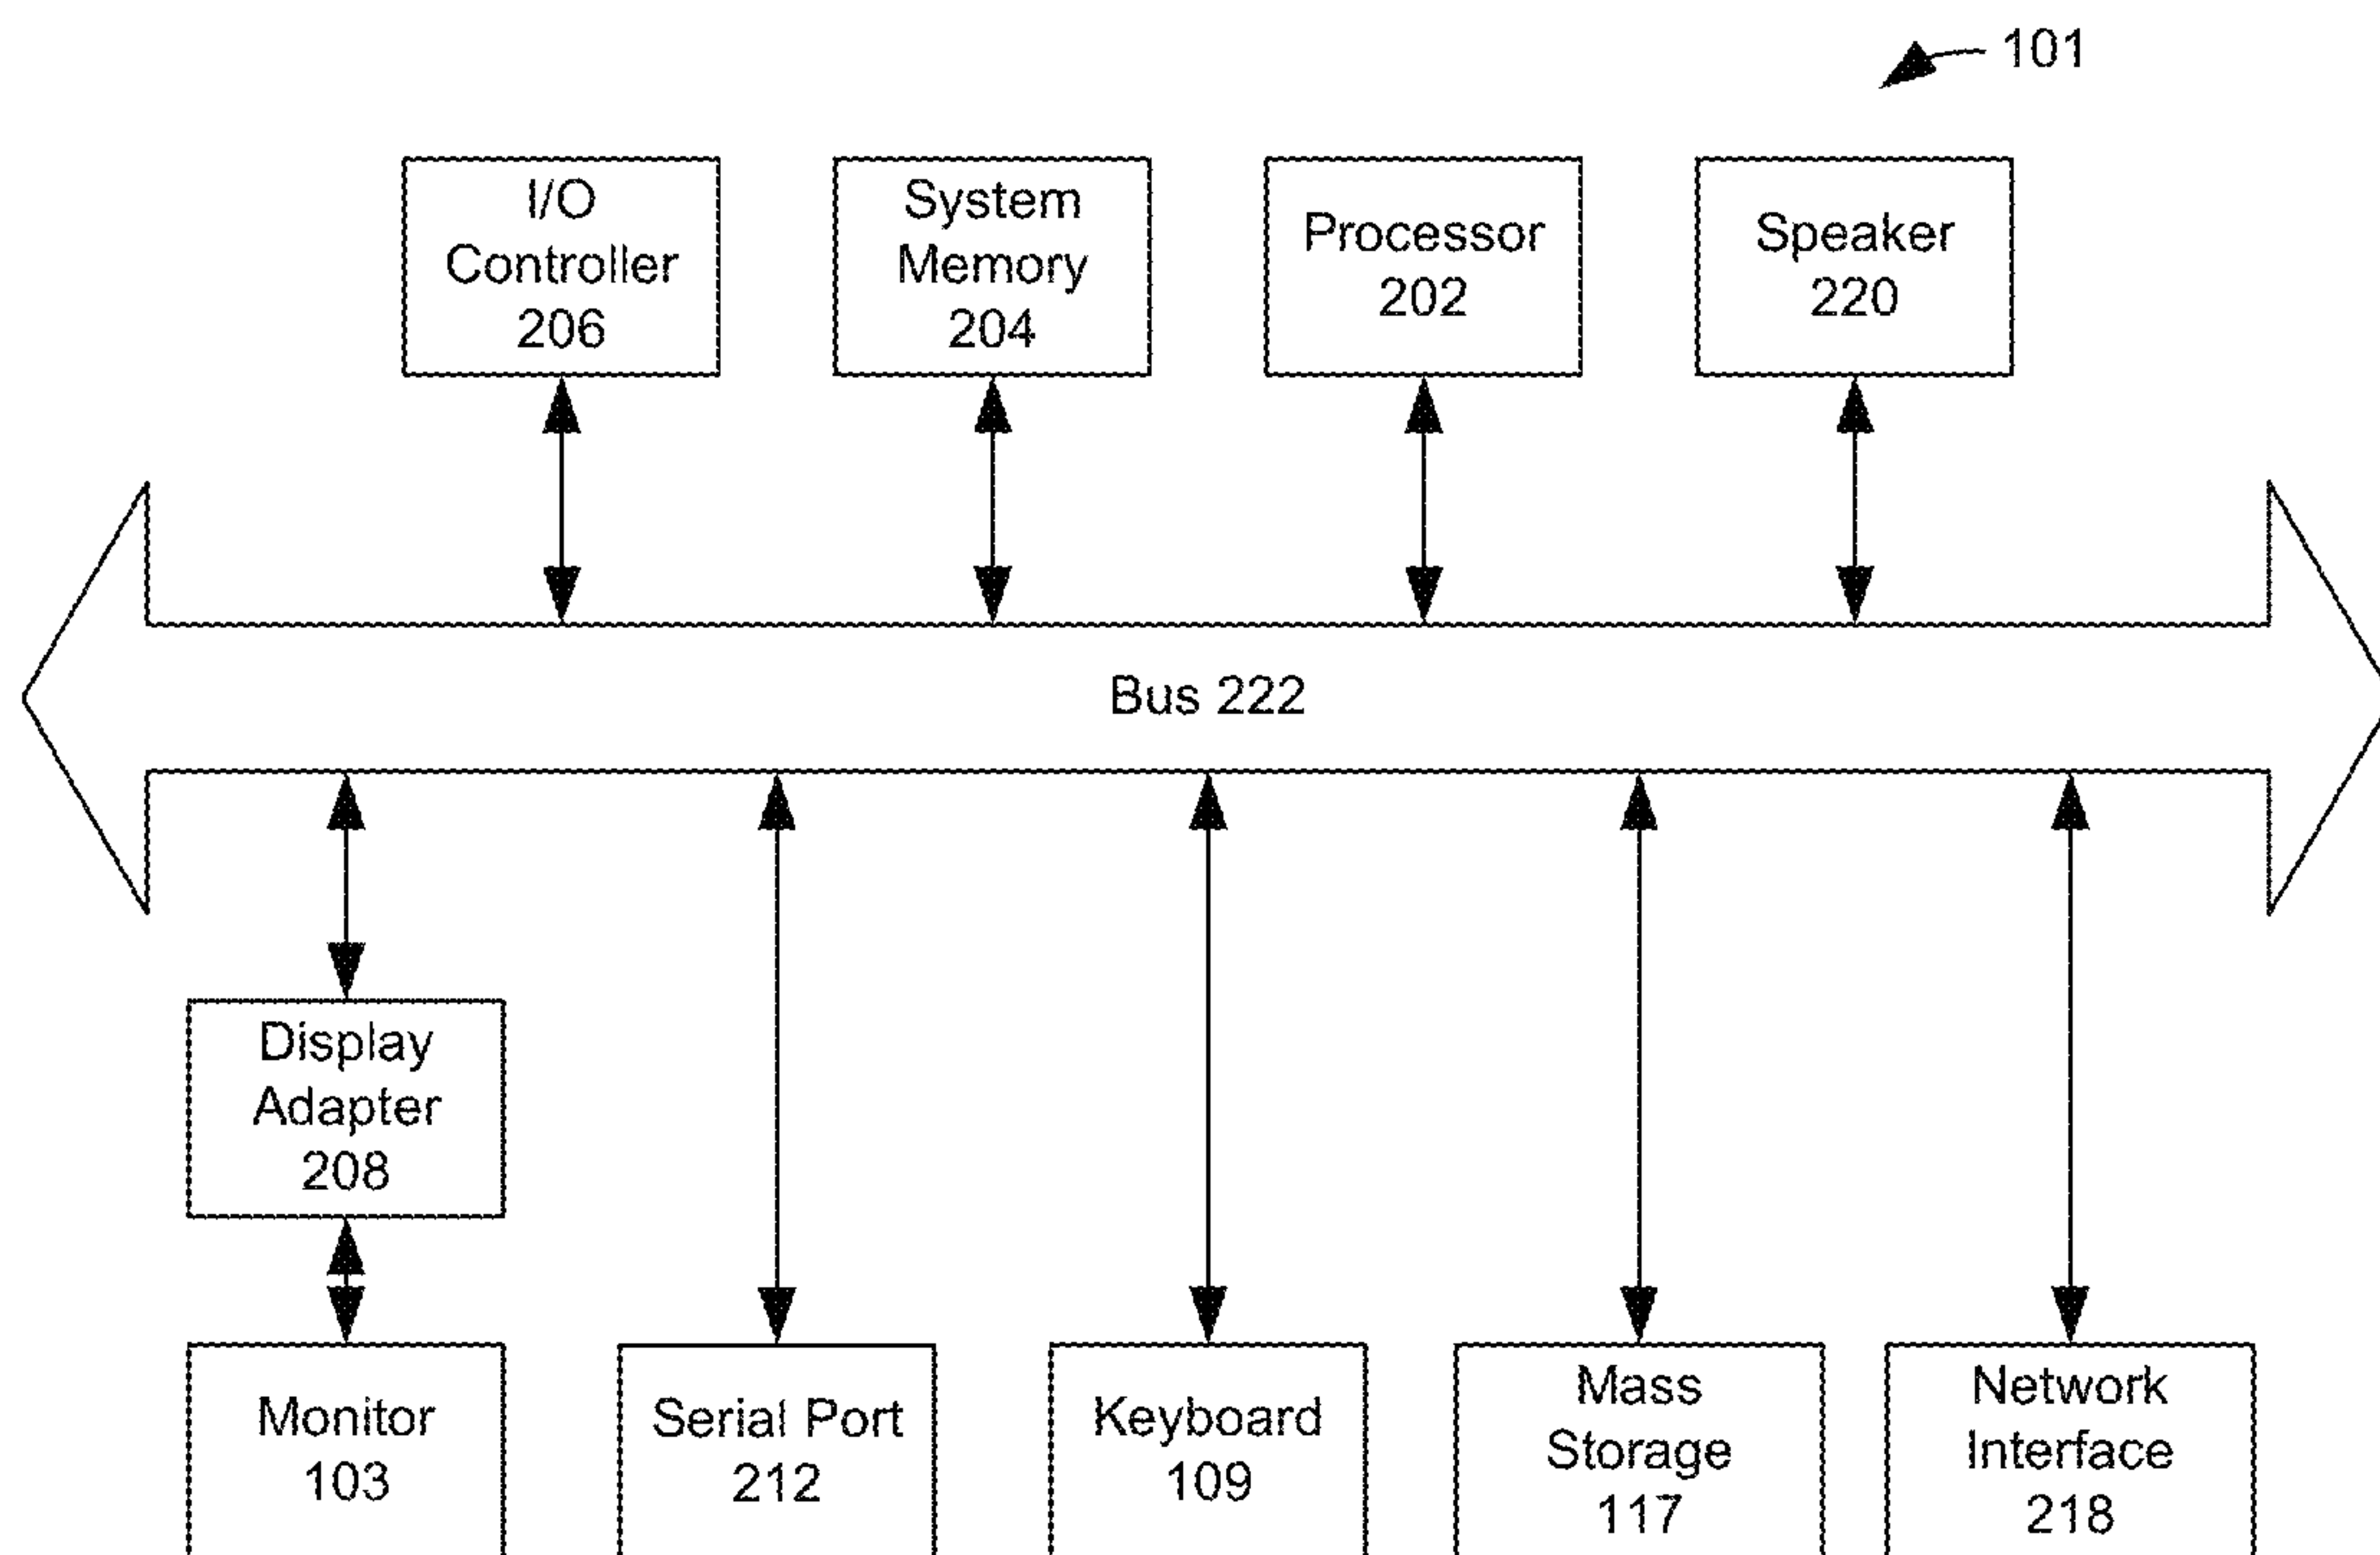 101
I/O
Controller
206
System
Memory
204
Processor
202
Speaker
220
Bus 222
Display
Adapter
208
Monitor
103
Serial Port
212
Keyboard
109
Mass
Storage
117
Network
Interface
218